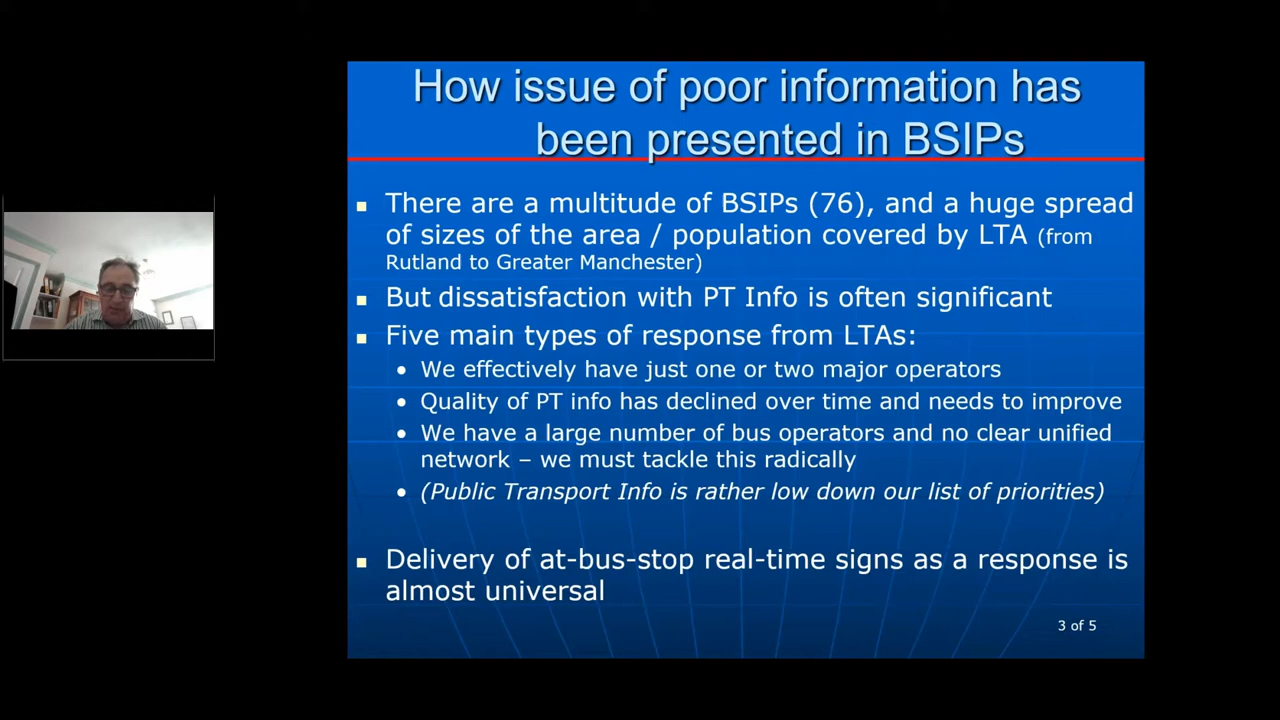 How issue of poor information has
been presented in BSIPs
There are a multitude of BSIPs (76), and a huge spread
of sizes of the area / population covered by LTA (from
Rutland to Greater Manchester)
But dissatisfaction with PT Info is often significant
Five main types of response from LTAs:
We effectively have just one or two major operators
Quality of PT info has declined over time and needs to improve
We have a large number of bus operators and no clear unified
network – we must tackle this radically
(Public Transport Info is rather low down our list of priorities)
Delivery of at-bus-stop real-time signs as a response is
almost universal
3 of 5